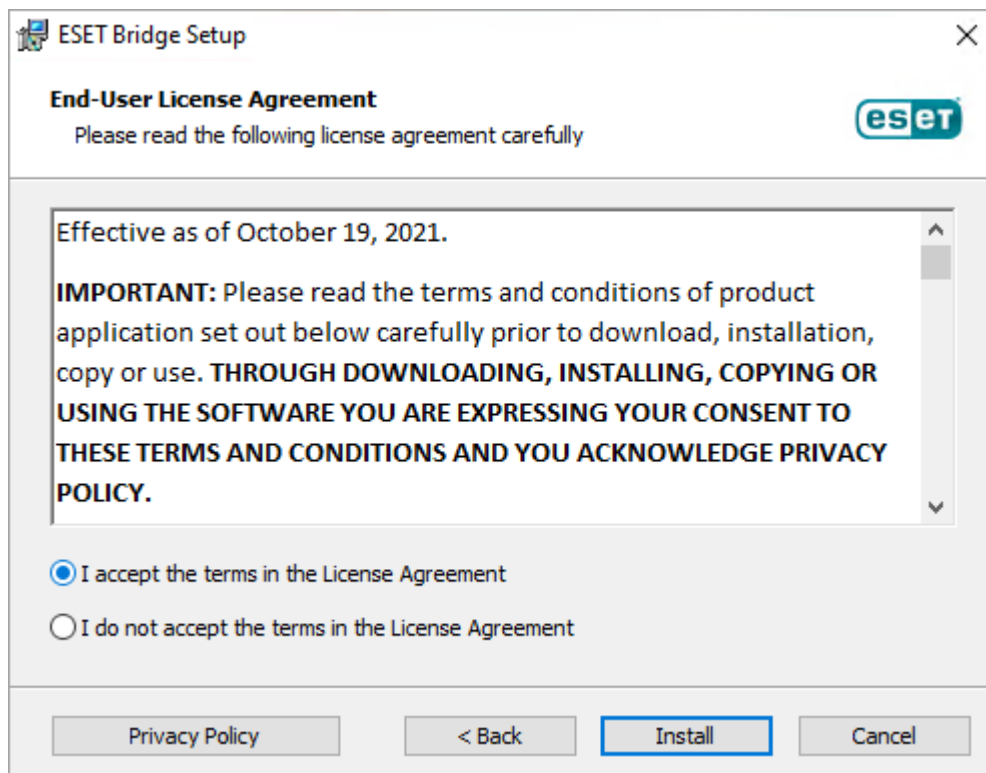 ESET Bridge Setup
End-User License Agreement
Please read the following license agreement carefully
eseT
Effective as of October 19, 2021.
IMPORTANT: Please read the terms and conditions of product
application set out below carefully prior to download, installation,
copy or use. THROUGH DOWNLOADING, INSTALLING, COPYING OR
USING THE SOFTWARE YOU ARE EXPRESSING YOUR CONSENT TO
THESE TERMS AND CONDITIONS AND YOU ACKNOWLEDGE PRIVACY
POLICY.
I accept the terms in the License Agreement
I do not accept the terms in the License Agreement
Privacy Policy
< Back
Install
Cancel